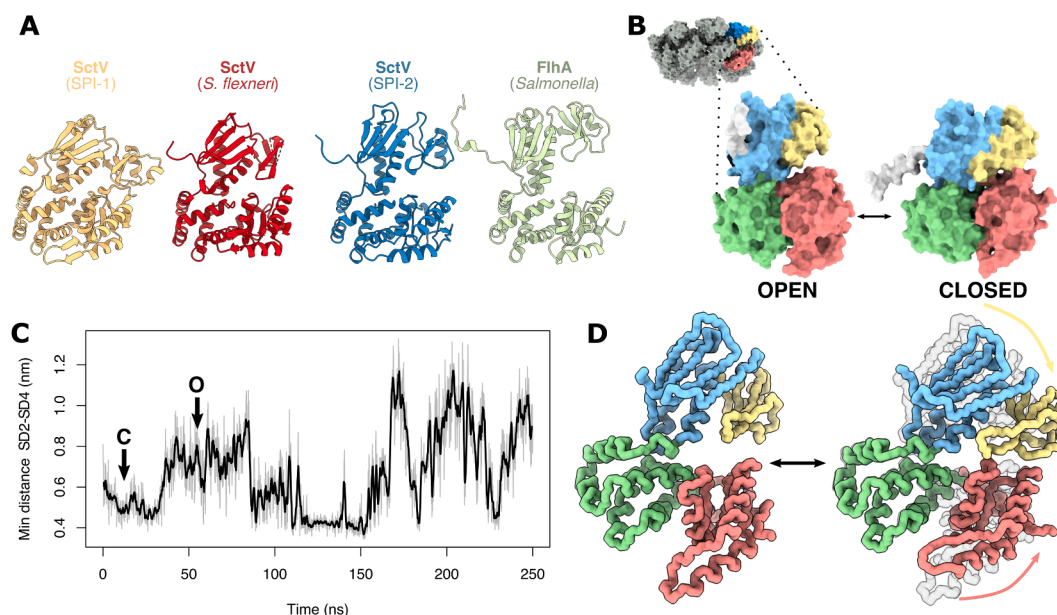 A
SctV
(SPI-1)
SctV
(S. flexneri)
SctV
(SPI-2)
FlhA
(Salmonella)
B
OPEN
CLOSED
C
Min distance SD2-SD4 (nm)
1.2
1.0
0.8
0.6
0.4
C
O
0
50
100
150
200
250
Time (ns)
D